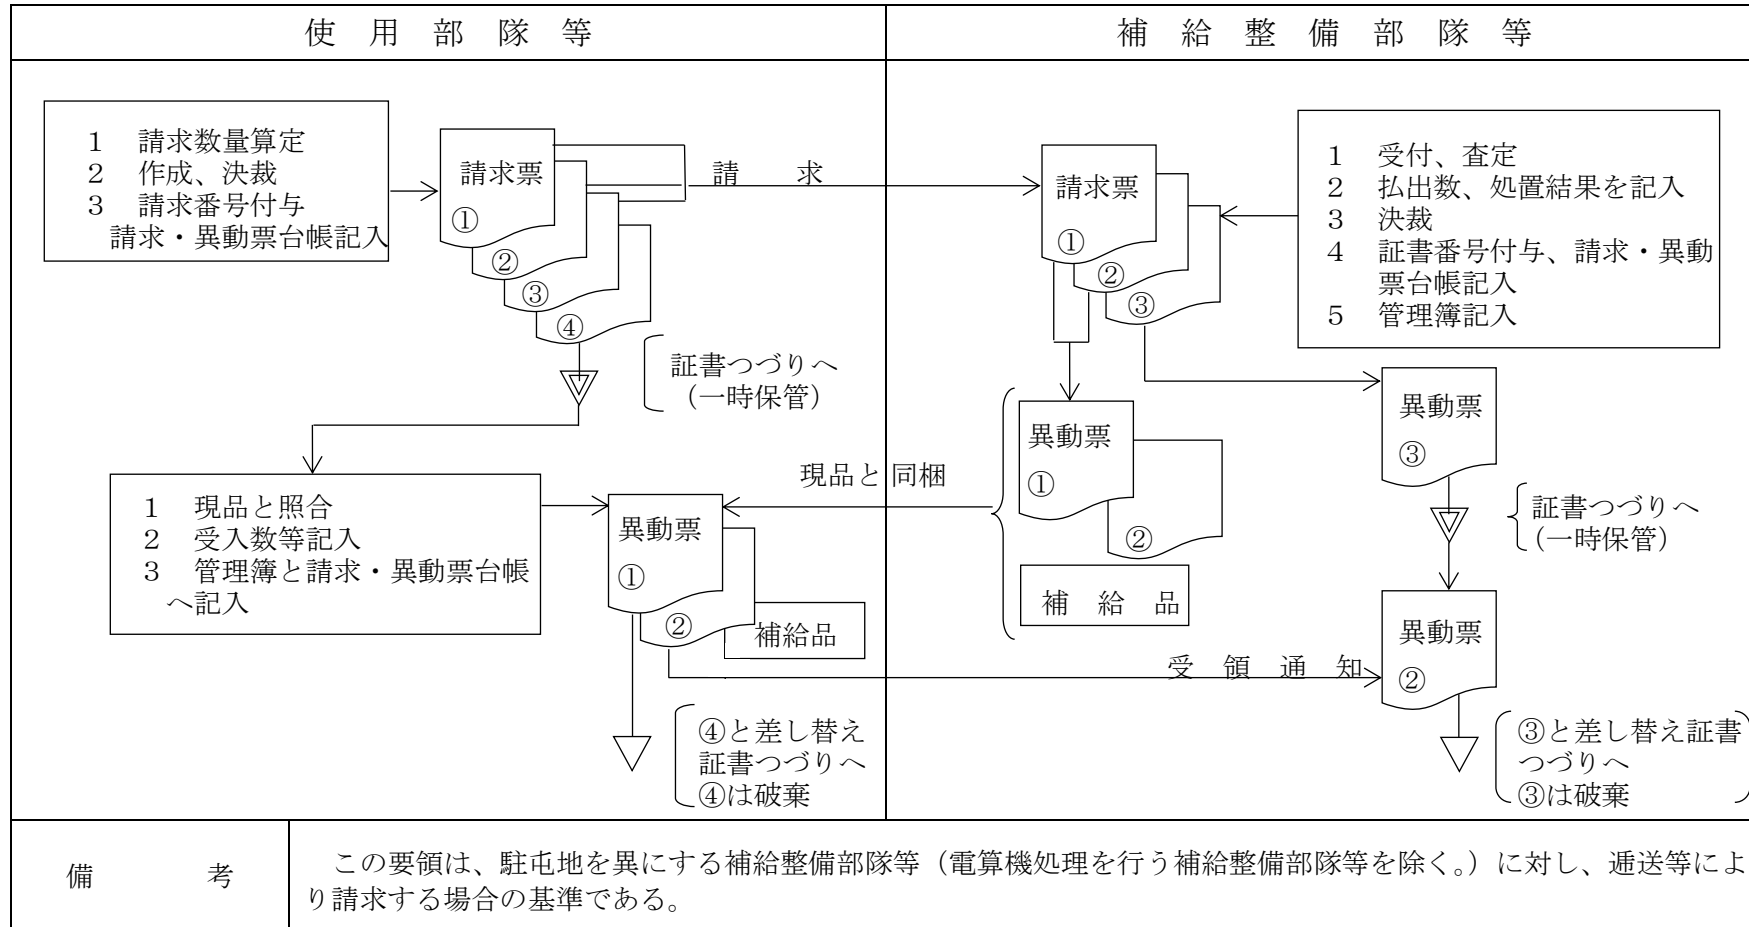 使用部隊等
補給整備部隊等
1 請求数量算定
2 作成、決裁
3 請求番号付与
請求・異動票台帳記入
請求票
①
②
③
④
請求
請求票
①
②
③
1 受付、査定
2 払出数、処置結果を記入
3 決裁
4 証書番号付与、請求・異動
票台帳記入
5 管理簿記入
証書つづりへ
（一時保管）
異動票
①
②
補給品
異動票
③
証書つづりへ
（一時保管）
現品と同梱
1 現品と照合
2 受入数等記入
3 管理簿と請求・異動票台帳
へ記入
異動票
①
②
補給品
受領通知
異動票
②
④と差し替え
証書つづりへ
④は破棄
③と差し替え証書
つづりへ
③は破棄
備考
この要領は、駐屯地を異にする補給整備部隊等（電算機処理を行う補給整備部隊等を除く。）に対し、逓送等によ
り請求する場合の基準である。